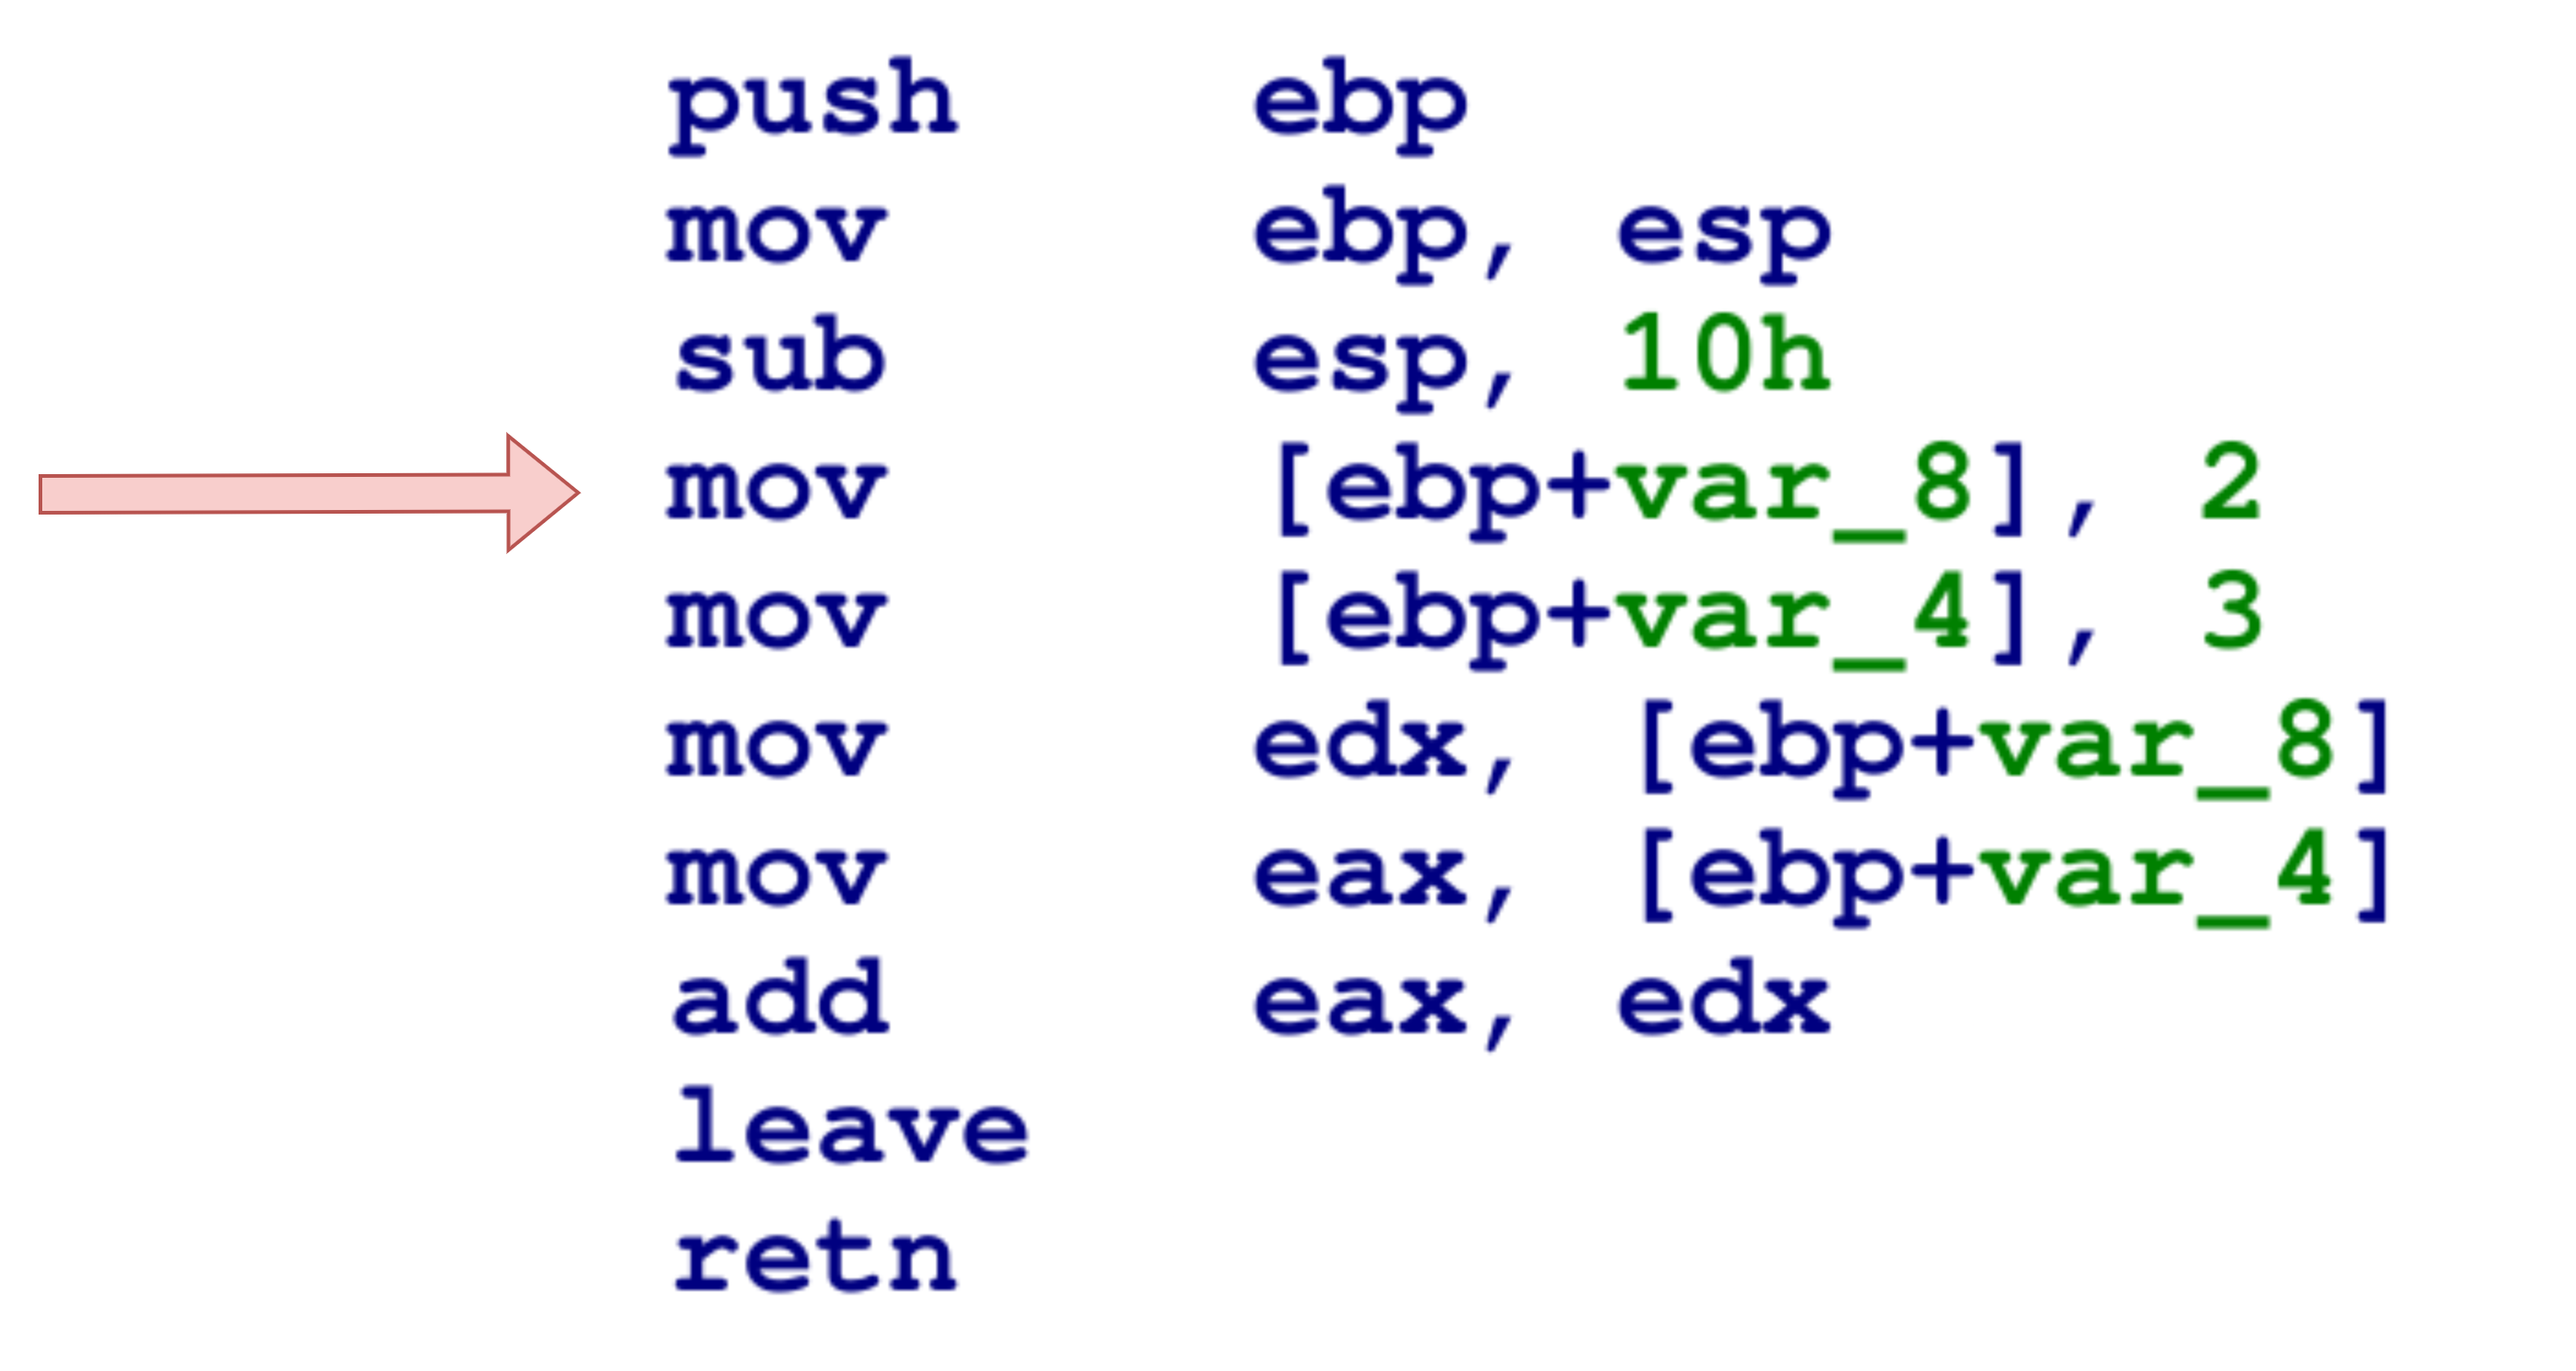 push ebp
mov ebp, esp
sub esp, 10h
mov [ebp+var_8], 2
mov [ebp+var_4], 3
mov edx, [ebp+var_8]
mov eax, [ebp+var_4]
add eax, edx
leave
retn